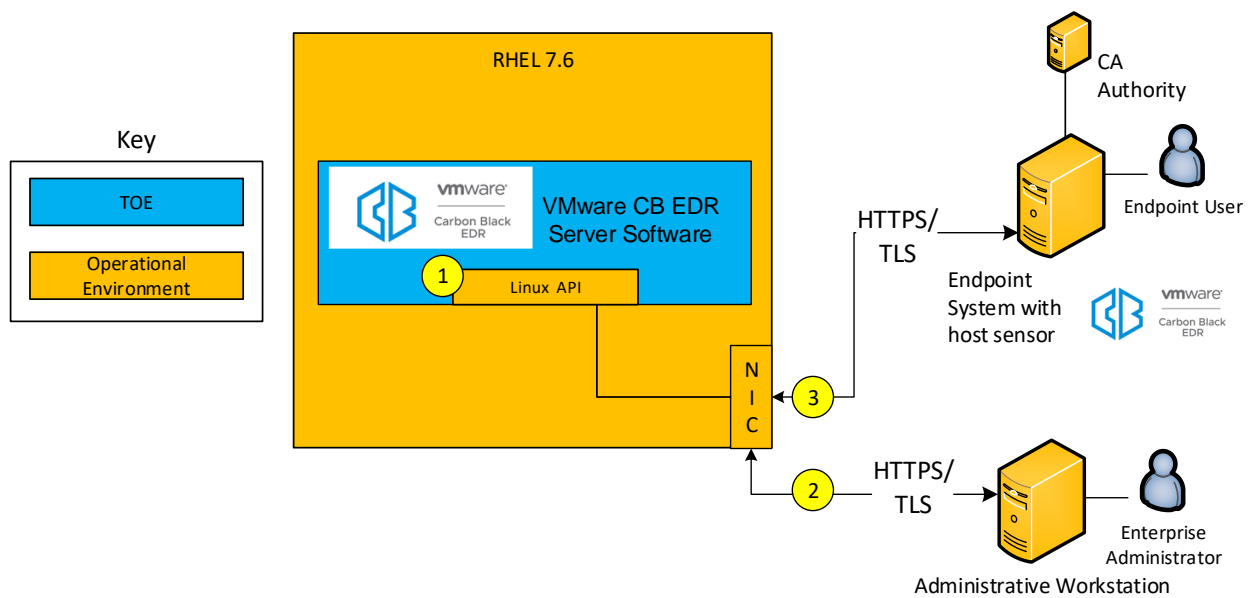 Key
TOE
Operational
Environment
RHEL 7.6
vmware®
Carbon Black
EDR
VMware CB EDR
Server Software
1
Linux API
N
I
C
3
HTTPS/
TLS
2
HTTPS/
TLS
CA
Authority
Endpoint User
Endpoint
System with
host sensor
vmware®
Carbon Black
EDR
Enterprise
Administrator
Administrative Workstation